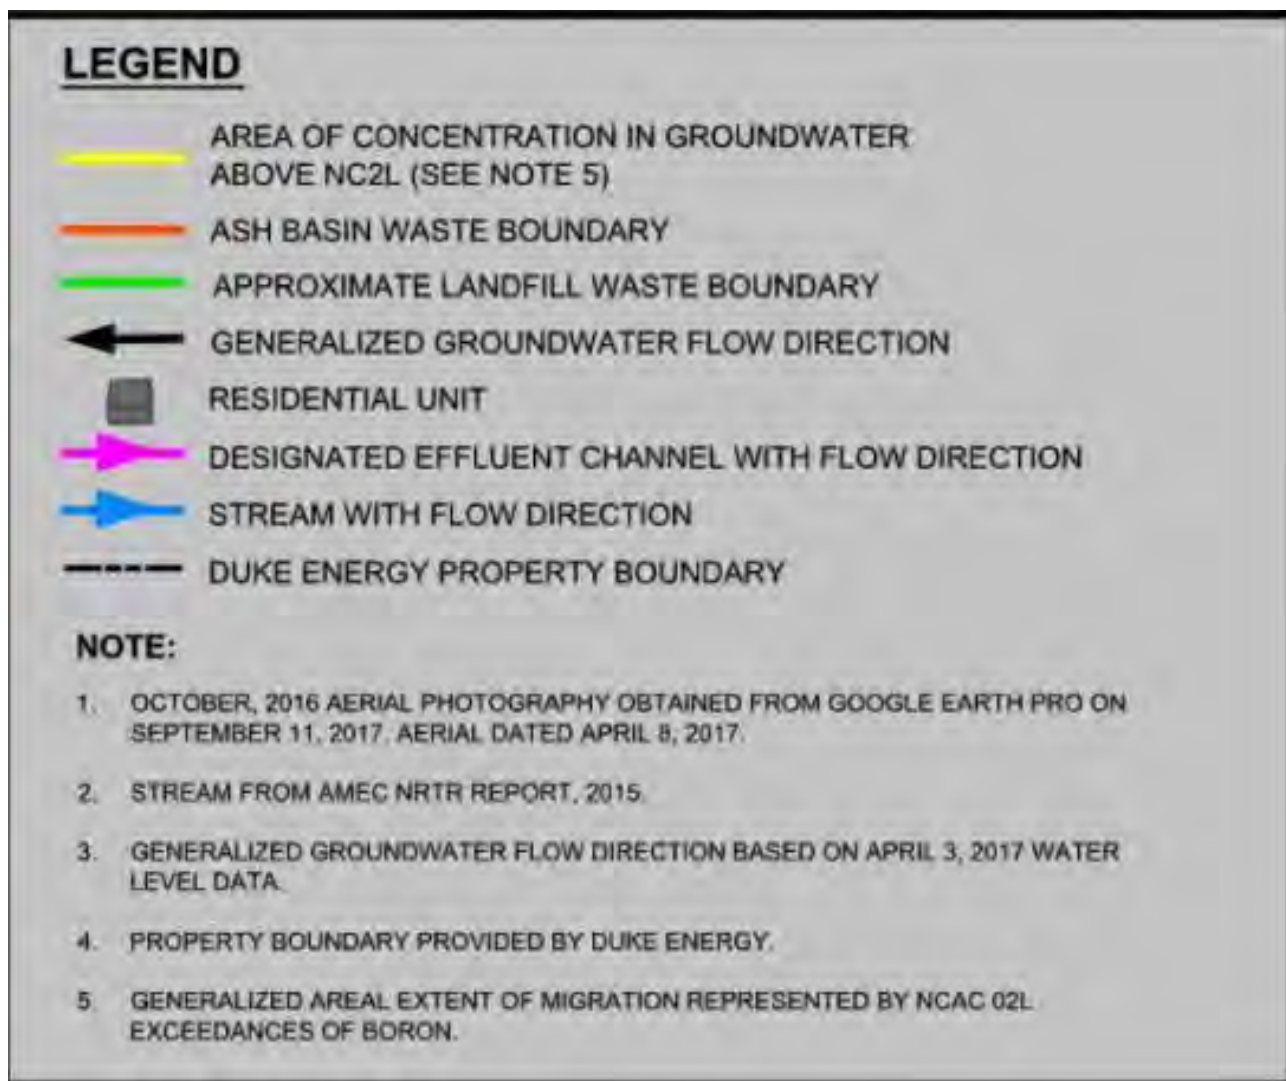 LEGEND
AREA OF CONCENTRATION IN GROUNDWATER
ABOVE NC2L (SEE NOTE 5)
ASH BASIN WASTE BOUNDARY
APPROXIMATE LANDFILL WASTE BOUNDARY
GENERALIZED GROUNDWATER FLOW DIRECTION
RESIDENTIAL UNIT
DESIGNATED EFFLUENT CHANNEL WITH FLOW DIRECTION
STREAM WITH FLOW DIRECTION
DUKE ENERGY PROPERTY BOUNDARY
NOTE:
1. OCTOBER, 2016 AERIAL PHOTOGRAPHY OBTAINED FROM GOOGLE EARTH PRO ON
SEPTEMBER 11, 2017. AERIAL DATED APRIL 8, 2017.
2. STREAM FROM AMEC NRTR REPORT, 2015.
3. GENERALIZED GROUNDWATER FLOW DIRECTION BASED ON APRIL 3, 2017 WATER
LEVEL DATA.
4. PROPERTY BOUNDARY PROVIDED BY DUKE ENERGY.
5. GENERALIZED AREAL EXTENT OF MIGRATION REPRESENTED BY NCAC 02L
EXCEEDANCES OF BORON.